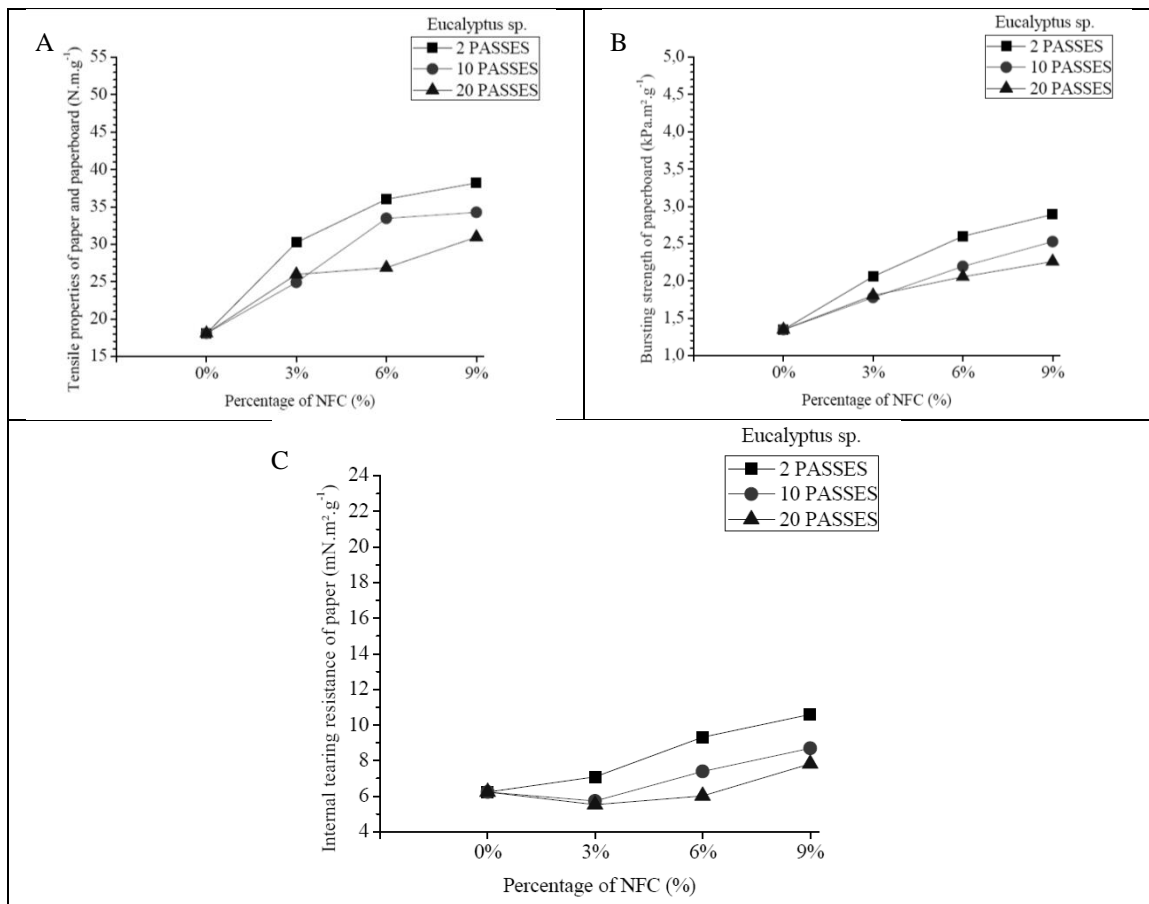 A
Eucalyptus sp.
2 PASSES
10 PASSES
20 PASSES
Tensile properties of paper and paperboard (N.m.g⁻¹)
55
50
45
40
35
30
25
20
15
0%
3%
6%
9%
Percentage of NFC (%)
B
Eucalyptus sp.
2 PASSES
10 PASSES
20 PASSES
Bursting strength of paperboard (kPa.m².g⁻¹)
5,0
4,5
4,0
3,5
3,0
2,5
2,0
1,5
1,0
0%
3%
6%
9%
Percentage of NFC (%)
C
Eucalyptus sp.
2 PASSES
10 PASSES
20 PASSES
Internal tearing resistance of paper (mN.m².g⁻¹)
24
22
20
18
16
14
12
10
8
6
4
0%
3%
6%
9%
Percentage of NFC (%)